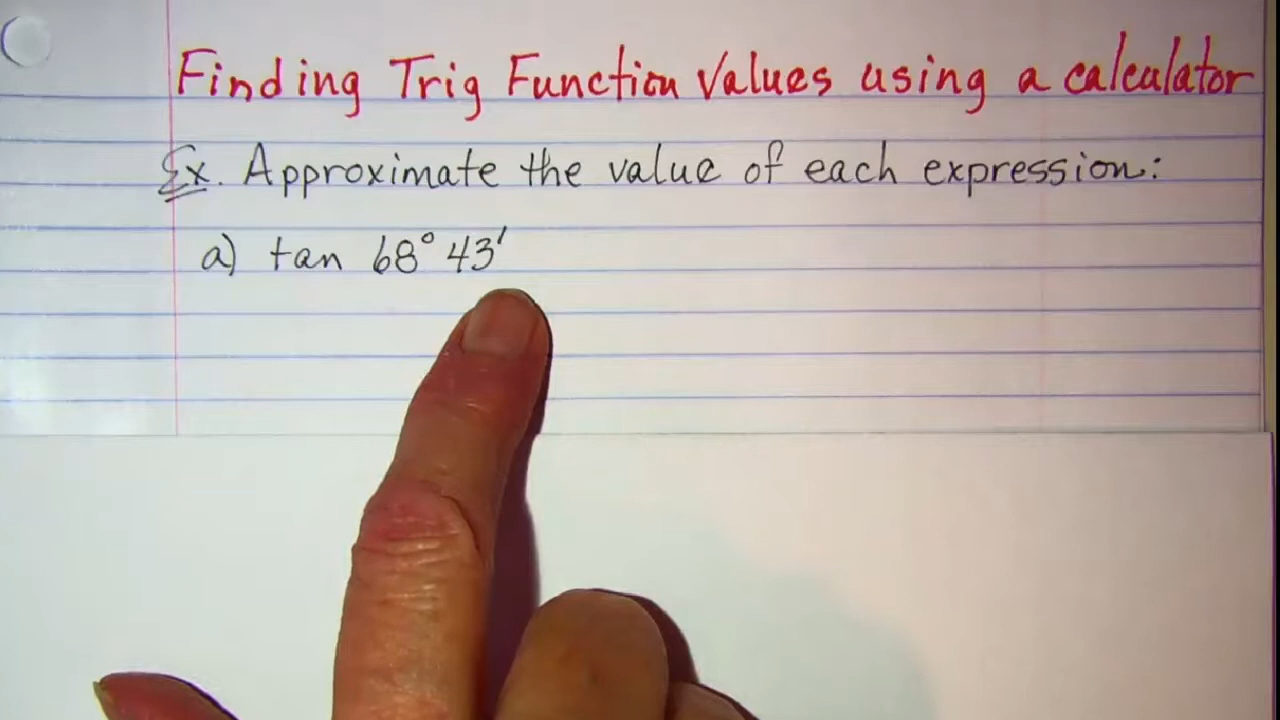 Finding Trig Function Values using a calculator
Ex. Approximate the value of each expression:
a) tan 68° 43'